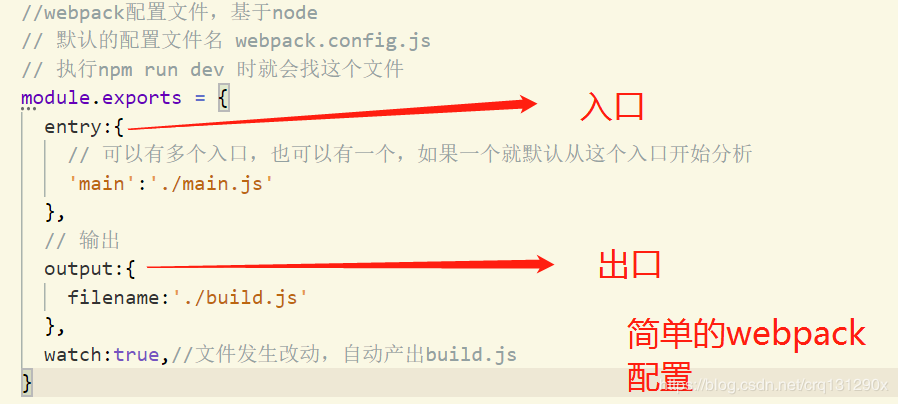 //webpack配置文件，基于node
// 默认的配置文件名 webpack.config.js
// 执行npm run dev 时就会找这个文件
module.exports = {
entry:{
入口
// 可以有多个入口，也可以有一个，如果一个就默认从这个入口开始分析
'main':'./main.js'
},
// 输出
output:{
出口
filename:'./build.js'
},
watch:true,//文件发生改动，自动产出build.js
}
简单的webpack
配置
https://blog.csdn.net/crq131290x